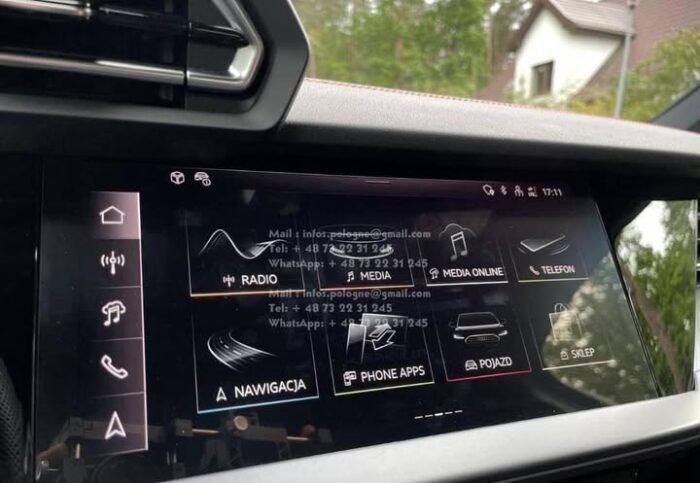 17:11
Mail : infos.pologne@gmail.com
Tel: + 48 73 22 31 245
WhatsApp: + 48 73 22 31 245
RADIO
MEDIA
MEDIA ONLINE
TELEFON
Mail : infos.pologne@gmail.com
Tel: + 48 73 22 31 245
WhatsApp: + 48 73 22 31 245
NAWIGACJA
PHONE APPS
POJAZD
SKLEP